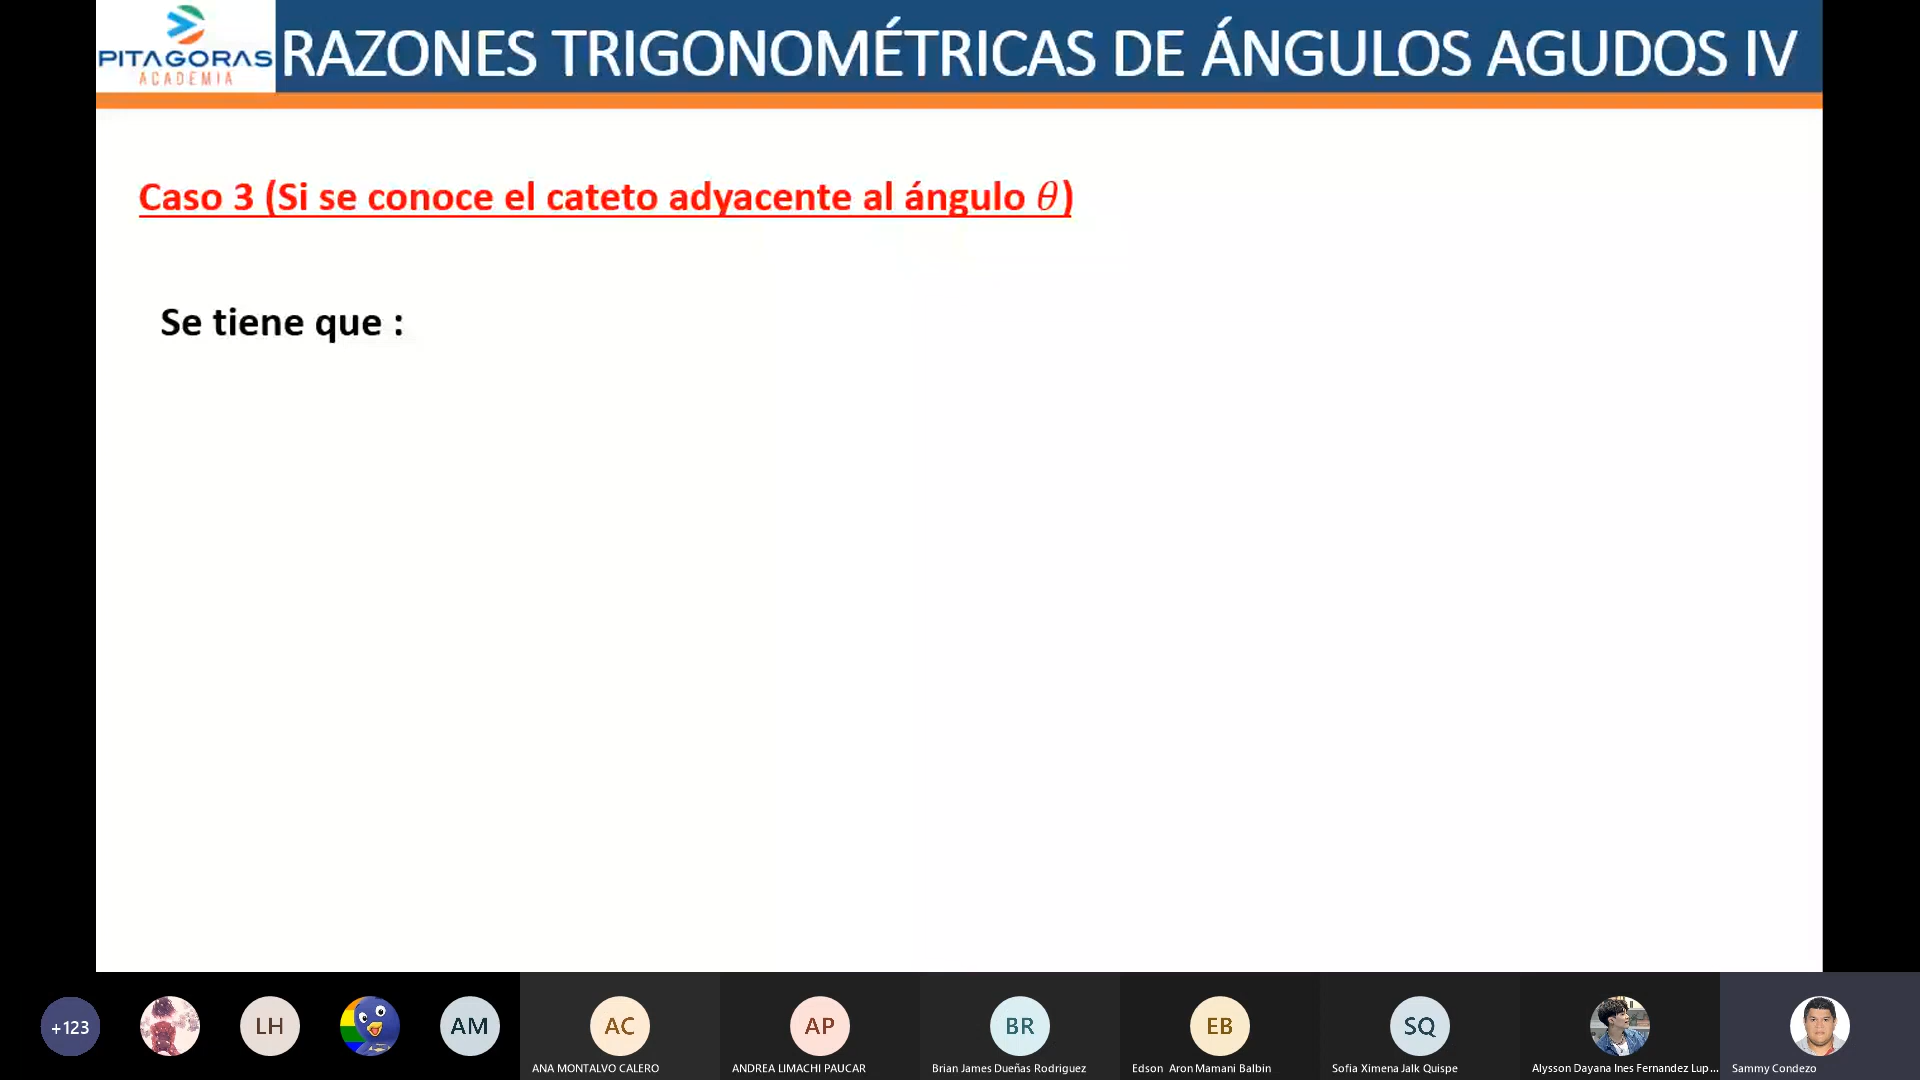 PITAGORAS
ACADEMIA
RAZONES TRIGONOMÉTRICAS DE ÁNGULOS AGUDOS IV
Caso 3 (Si se conoce el cateto adyacente al ángulo θ)
Se tiene que :
+123
LH
AM
AC
AP
BR
EB
SQ
ANA MONTALVO CALERO
ANDREA LIMACHI PAUCAR
Brian James Dueñas Rodriguez
Edson Aron Mamani Balbin
Sofia Ximena Jalk Quispe
Alysson Dayana Ines Fernandez Lup...
Sammy Condezo